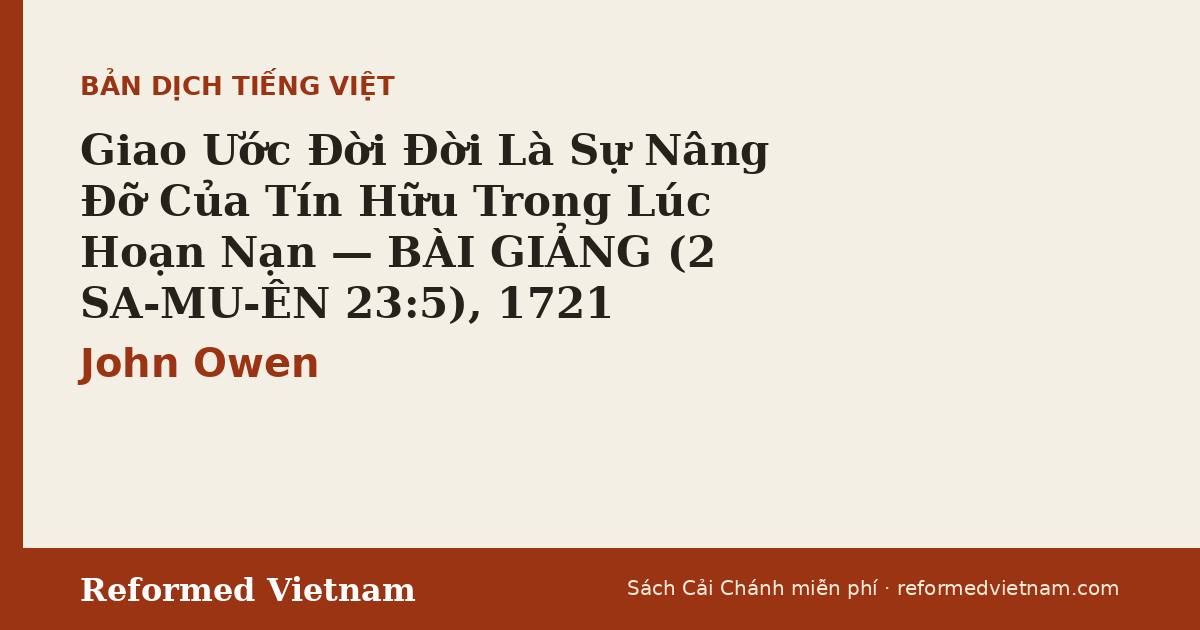 BẢN DỊCH TIẾNG VIỆT
Giao Ước Đời Đời Là Sự Nâng
Đỡ Của Tín Hữu Trong Lúc
Hoạn Nạn — BÀI GIẢNG (2
SA-MU-ÊN 23:5), 1721
John Owen
Reformed Vietnam
Sách Cải Chánh miễn phí · reformedvietnam.com